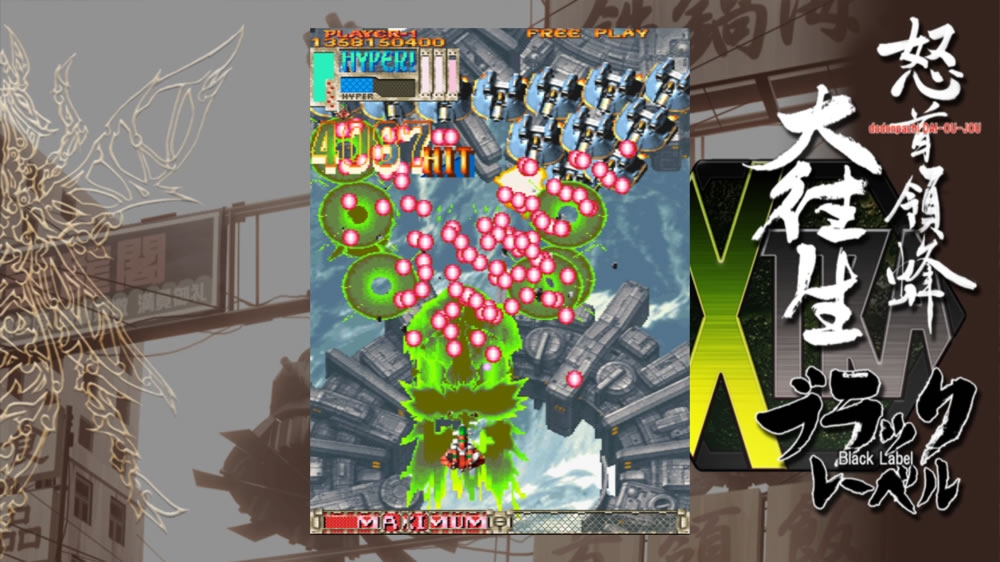 PLAYER-1
FREE PLAY
1358150400
HYPER!
HYPER
HIT
MAXIMUM
怒首領蜂
dodonpachi DAI-OU-JOU
大往生
X
ブラック
Black Label
レーベル